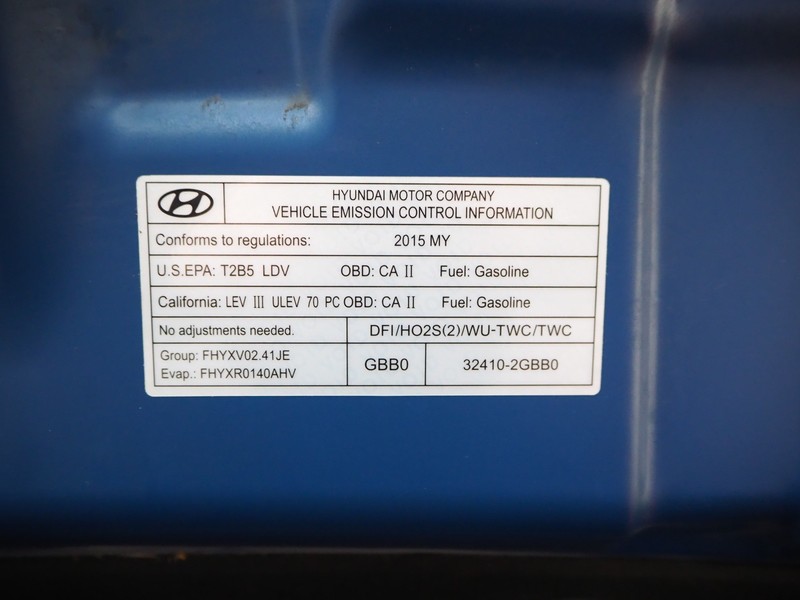 HYUNDAI MOTOR COMPANY
VEHICLE EMISSION CONTROL INFORMATION
Conforms to regulations: 2015 MY
U.S.EPA: T2B5 LDV OBD: CA II Fuel: Gasoline
California: LEV III ULEV 70 PC OBD: CA II Fuel: Gasoline
No adjustments needed. DFI/HO2S(2)/WU-TWC/TWC
Group: FHYXV02.41JE
Evap.: FHYXR0140AHV
GBB0 32410-2GBB0